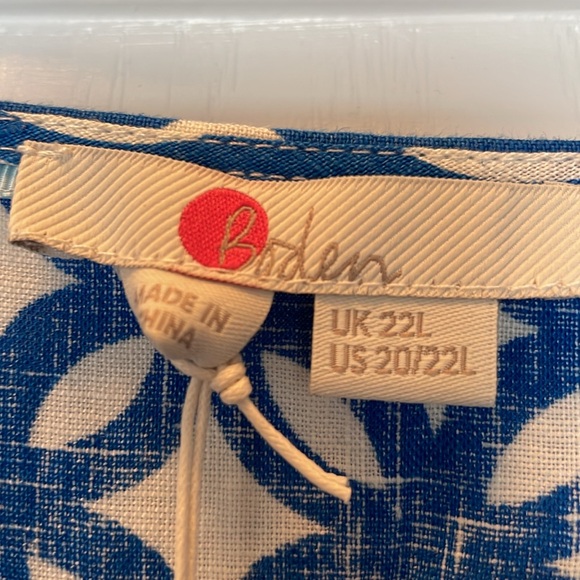 Boden
MADE IN
CHINA
UK 22L
US 20/22L